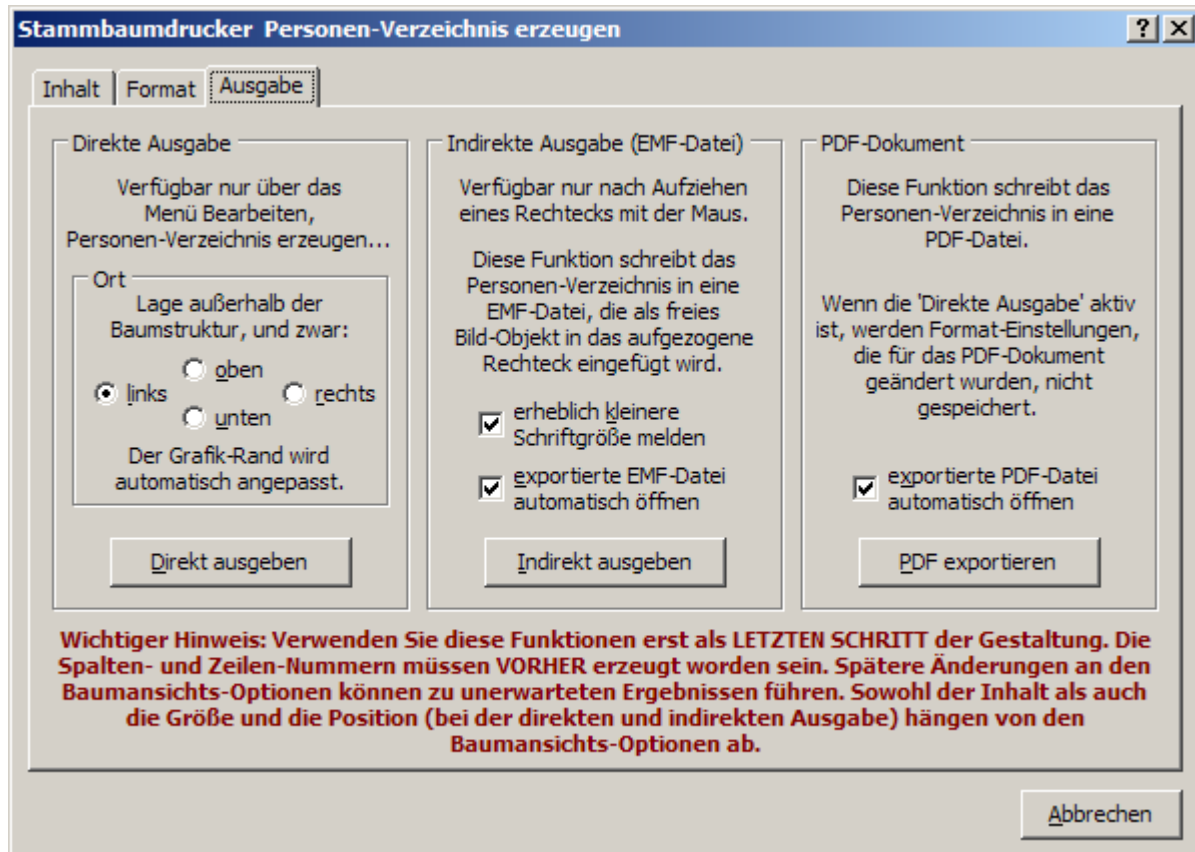 Stammbaumdrucker Personen-Verzeichnis erzeugen
Inhalt
Format
Ausgabe
Direkte Ausgabe
Verfügbar nur über das
Menü Bearbeiten,
Personen-Verzeichnis erzeugen...
Ort
Lage außerhalb der
Baumstruktur, und zwar:
oben
links
rechts
unten
Der Grafik-Rand wird
automatisch angepasst.
Direkt ausgeben
Indirekte Ausgabe (EMF-Datei)
Verfügbar nur nach Aufziehen
eines Rechtecks mit der Maus.
Diese Funktion schreibt das
Personen-Verzeichnis in eine
EMF-Datei, die als freies
Bild-Objekt in das aufgezogene
Rechteck eingefügt wird.
erheblich kleinere
Schriftgröße melden
exportierte EMF-Datei
automatisch öffnen
Indirekt ausgeben
PDF-Dokument
Diese Funktion schreibt das
Personen-Verzeichnis in eine
PDF-Datei.
Wenn die 'Direkte Ausgabe' aktiv
ist, werden Format-Einstellungen,
die für das PDF-Dokument
geändert wurden, nicht
gespeichert.
exportierte PDF-Datei
automatisch öffnen
PDF exportieren
Wichtiger Hinweis: Verwenden Sie diese Funktionen erst als LETZTEN SCHRITT der Gestaltung. Die
Spalten- und Zeilen-Nummern müssen VORHER erzeugt worden sein. Spätere Änderungen an den
Baumansichts-Optionen können zu unerwarteten Ergebnissen führen. Sowohl der Inhalt als auch
die Größe und die Position (bei der direkten und indirekten Ausgabe) hängen von den
Baumansichts-Optionen ab.
Abbrechen